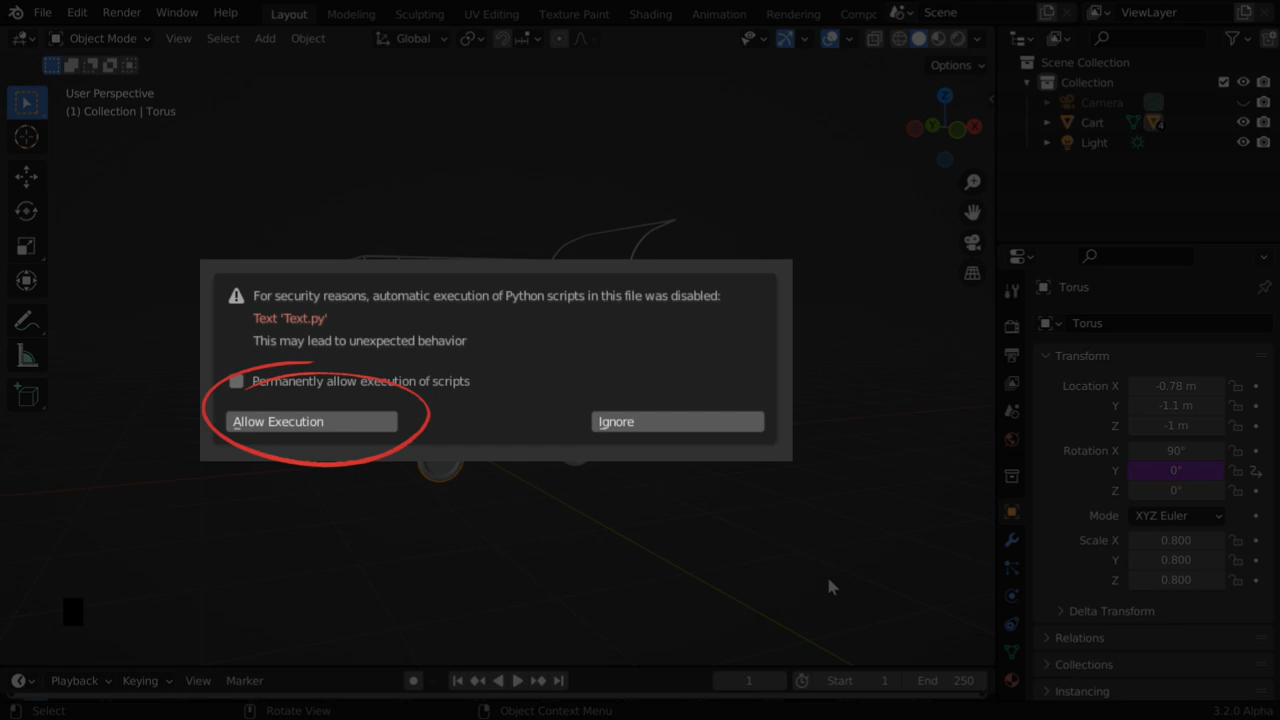 File Edit Render Window Help Layout Modeling Sculpting UV Editing Texture Paint Shading Animation Rendering Compc Scene ViewLayer
Object Mode View Select Add Object Global
Options
User Perspective
(1) Collection | Torus
Scene Collection
Collection
Camera
Cart 4
Light
Z
Y X
For security reasons, automatic execution of Python scripts in this file was disabled:
Text 'Text.py'
This may lead to unexpected behavior
Permanently allow execution of scripts
Allow Execution Ignore
Torus
Torus
Transform
Location X -0.78 m
Y -1.1 m
Z -1 m
Rotation X 90°
Y 0°
Z 0°
Mode XYZ Euler
Scale X 0.800
Y 0.800
Z 0.800
Delta Transform
Relations
Collections
Instancing
Playback Keying View Marker 1 Start 1 End 250
Select Rotate View Object Context Menu 3.2.0 Alpha